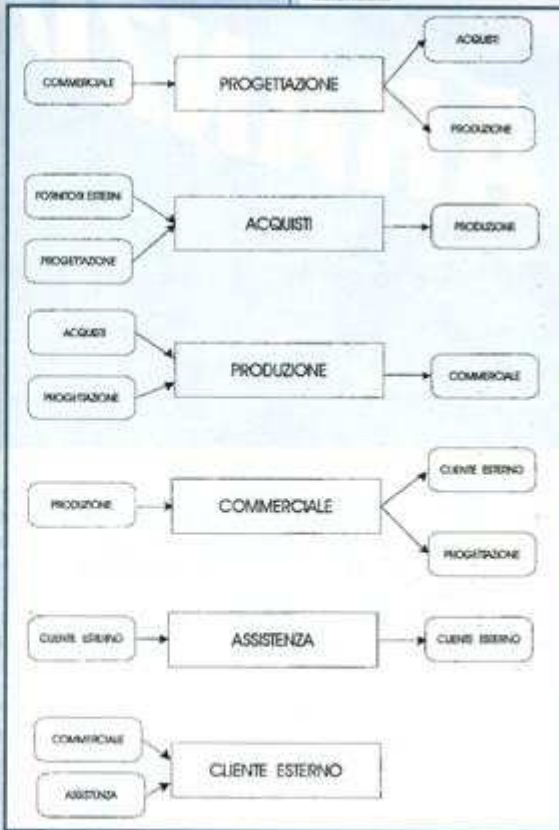 COMMERCIALE
PROGETTAZIONE
ACQUISTI
PRODUZIONE
FORNITORI ESTERNI
PROGETTAZIONE
ACQUISTI
PRODUZIONE
ACQUISTI
PROGETTAZIONE
PRODUZIONE
COMMERCIALE
PRODUZIONE
COMMERCIALE
CLIENTE ESTERNO
PROGETTAZIONE
CLIENTE ESTERNO
ASSISTENZA
CLIENTE ESTERNO
COMMERCIALE
ASSISTENZA
CLIENTE ESTERNO